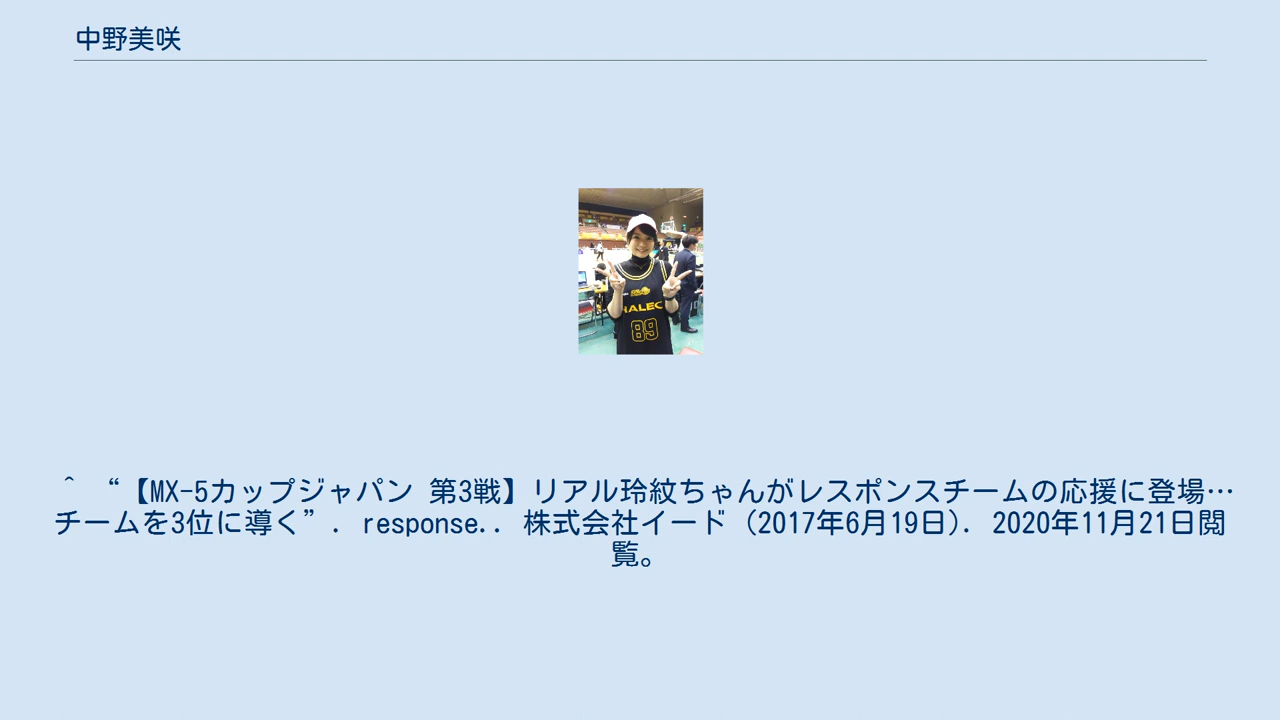 中野美咲
HALEC
89
^ “【MX-5カップジャパン 第3戦】リアル玲紋ちゃんがレスポンスチームの応援に登場…
チームを3位に導く”. response.. 株式会社イード (2017年6月19日). 2020年11月21日閲
覧。